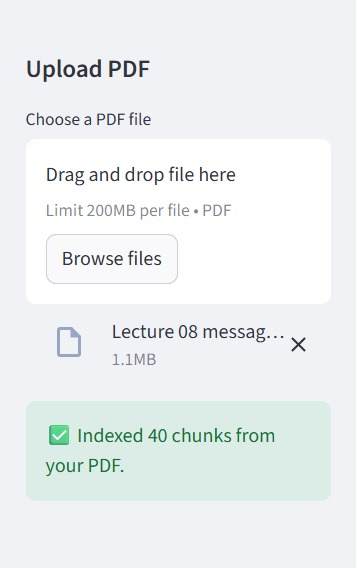 Upload PDF
Choose a PDF file
Drag and drop file here
Limit 200MB per file • PDF
Browse files
Lecture 08 messag…
1.1MB
✅ Indexed 40 chunks from
your PDF.